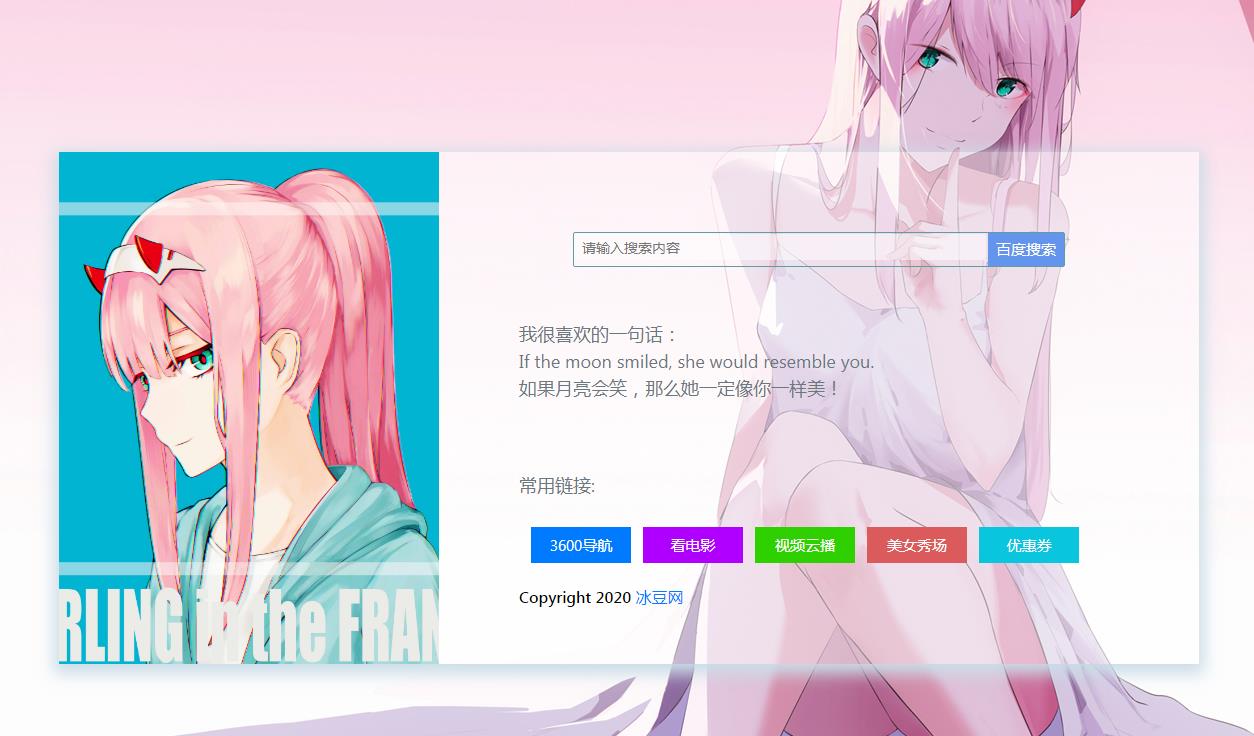 请输入搜索内容
百度搜索
我很喜欢的一句话：
If the moon smiled, she would resemble you.
如果月亮会笑，那么她一定像你一样美！
常用链接:
3600导航
看电影
视频云播
美女秀场
优惠券
Copyright 2020 冰豆网
RLING in the FRAN